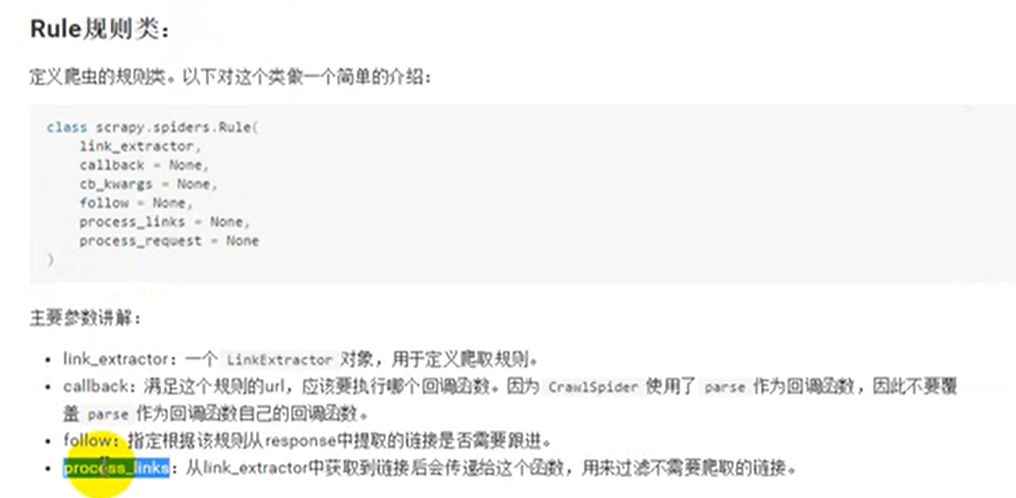 Rule规则类：
定义爬虫的规则类。以下对这个类做一个简单的介绍：
class scrapy.spiders.Rule(
link_extractor,
callback = None,
cb_kwargs = None,
follow = None,
process_links = None,
process_request = None
)
主要参数讲解：
• link_extractor：一个 LinkExtractor 对象，用于定义爬取规则。
• callback：满足这个规则的url，应该要执行哪个回调函数。因为 CrawlSpider 使用了 parse 作为回调函数，因此不要覆
盖 parse 作为回调函数自己的回调函数。
• follow：指定根据该规则从response中提取的链接是否需要跟进。
• process_links：从link_extractor中获取到链接后会传递给这个函数，用来过滤不需要爬取的链接。